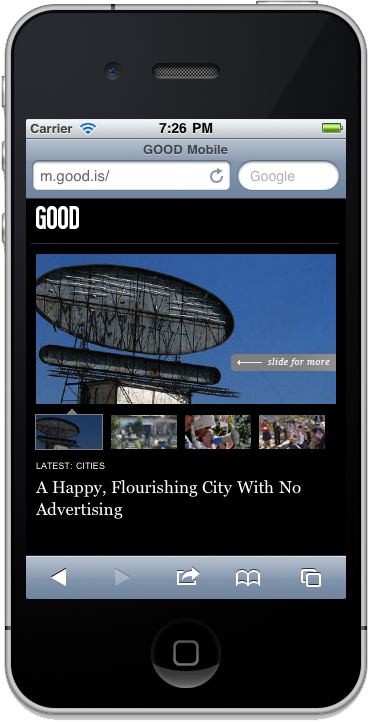 Carrier 7:26 PM
GOOD Mobile
m.good.is/ Google
GOOD
slide for more
LATEST: CITIES
A Happy, Flourishing City With No
Advertising